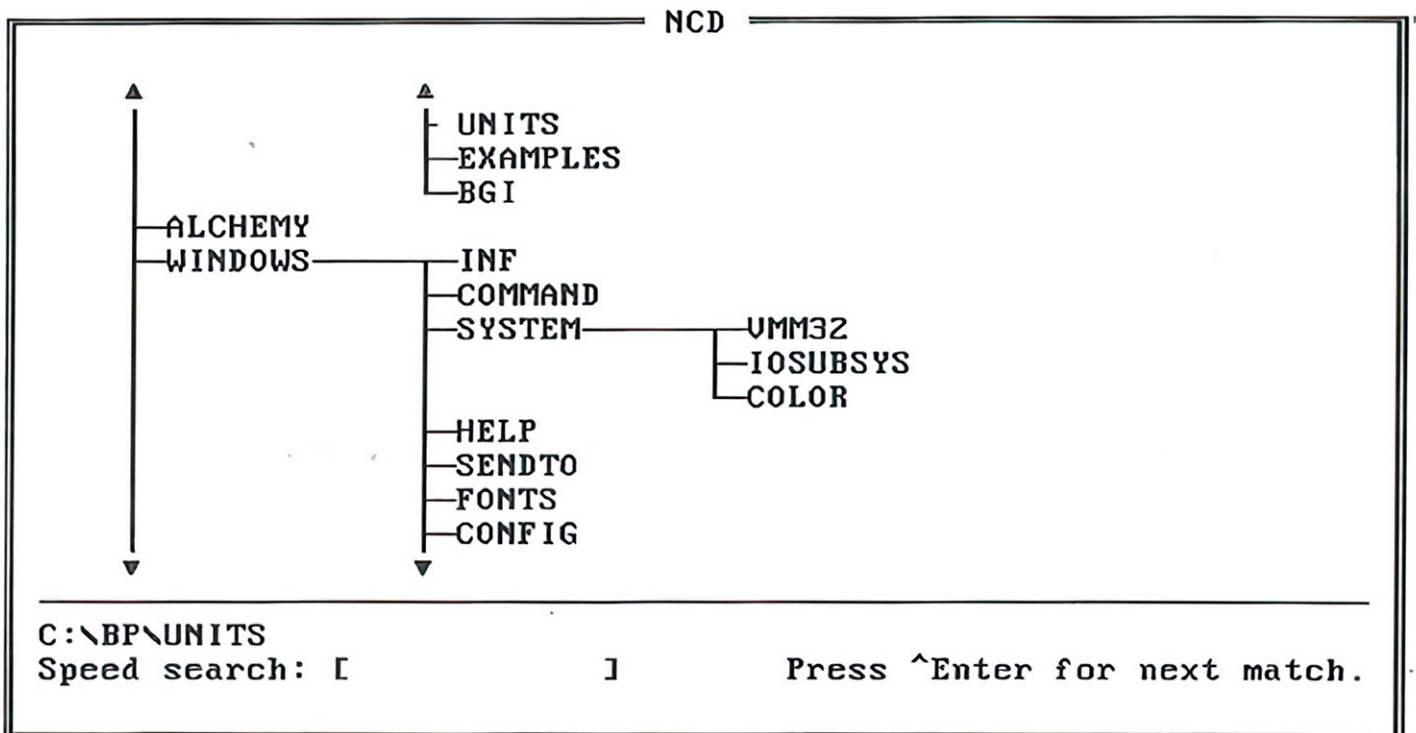 NCD
UNITS
EXAMPLES
BGI
ALCHEMY
WINDOWS INF
COMMAND
SYSTEM VMM32
IOSUBSYS
COLOR
HELP
SENDTO
FONTS
CONFIG
C:\BP\UNITS
Speed search: [ ] Press ^Enter for next match.